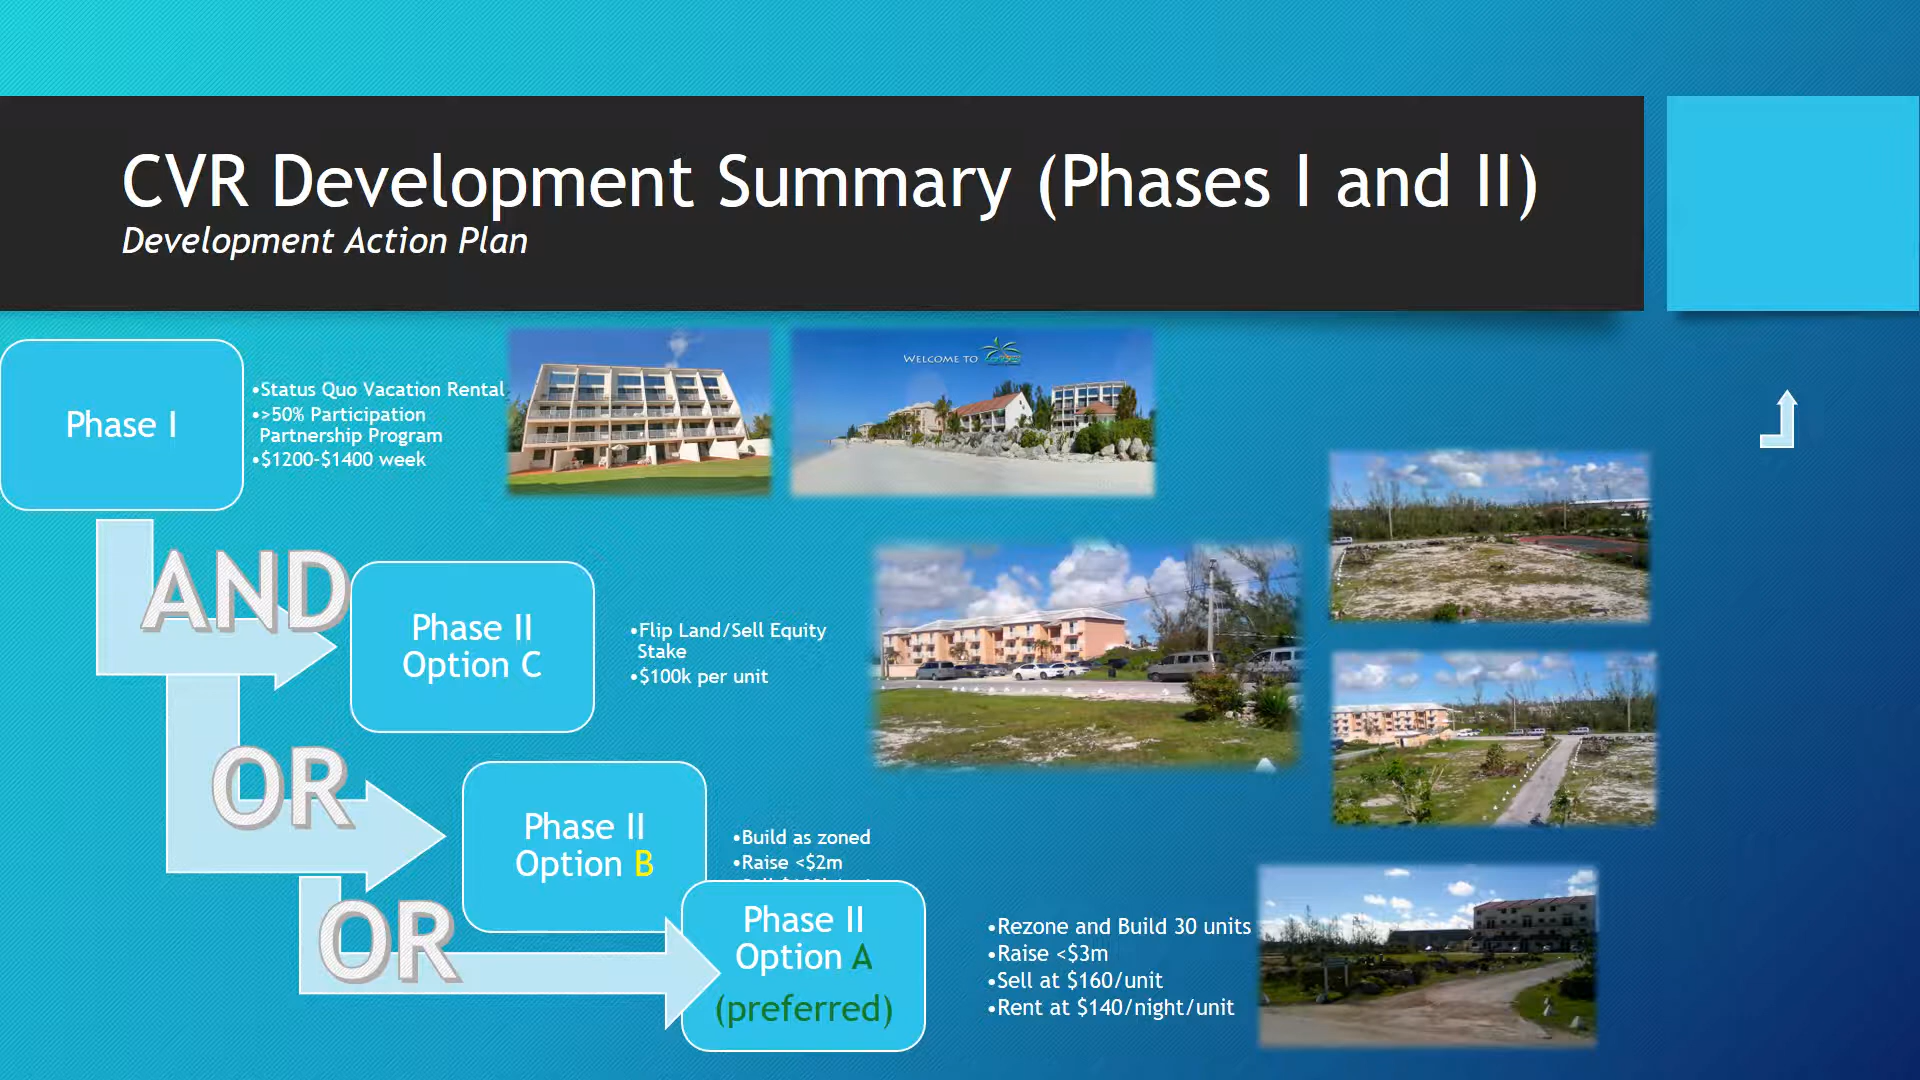 CVR Development Summary (Phases I and II)
Development Action Plan
Phase I
•Status Quo Vacation Rental
•>50% Participation
Partnership Program
•$1200-$1400 week
WELCOME TO
AND
Phase II
Option C
•Flip Land/Sell Equity
Stake
•$100k per unit
OR
Phase II
Option B
•Build as zoned
•Raise <$2m
OR
Phase II
Option A
(preferred)
•Rezone and Build 30 units
•Raise <$3m
•Sell at $160/unit
•Rent at $140/night/unit